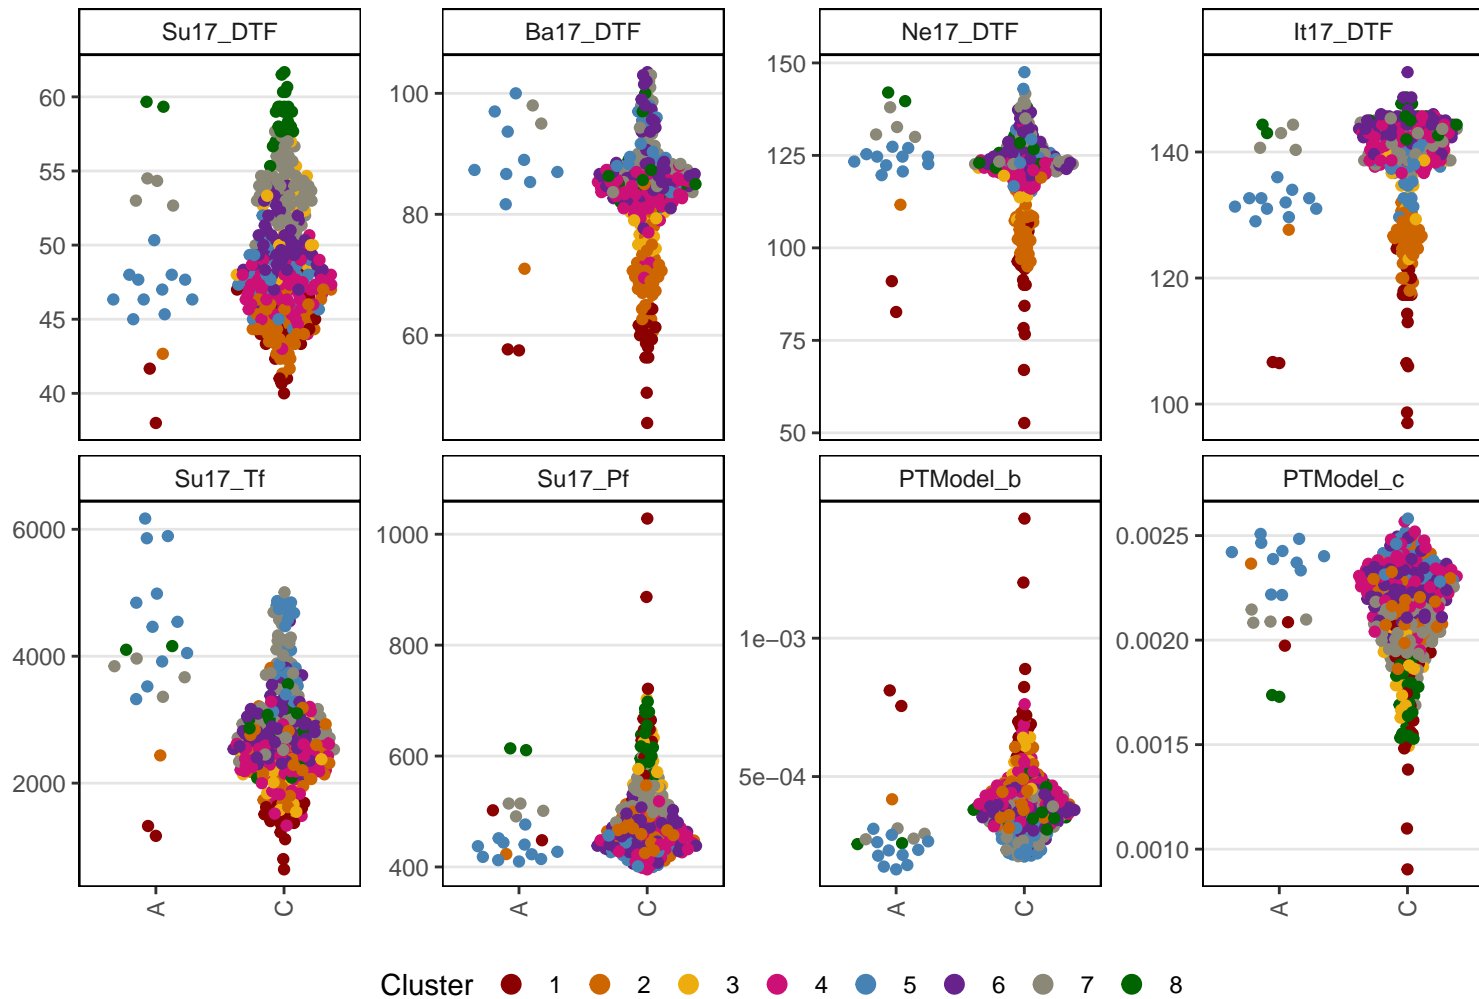 Su17_DTF
Ba17_DTF
Ne17_DTF
It17_DTF
60
55
50
45
40
100
80
60
150
125
100
75
50
140
120
100
Su17_Tf
Su17_Pf
PTModel_b
PTModel_c
6000
4000
2000
1000
800
600
400
1e−03
5e−04
0.0025
0.0020
0.0015
0.0010
A
C
A
C
A
C
A
C
Cluster 1 2 3 4 5 6 7 8